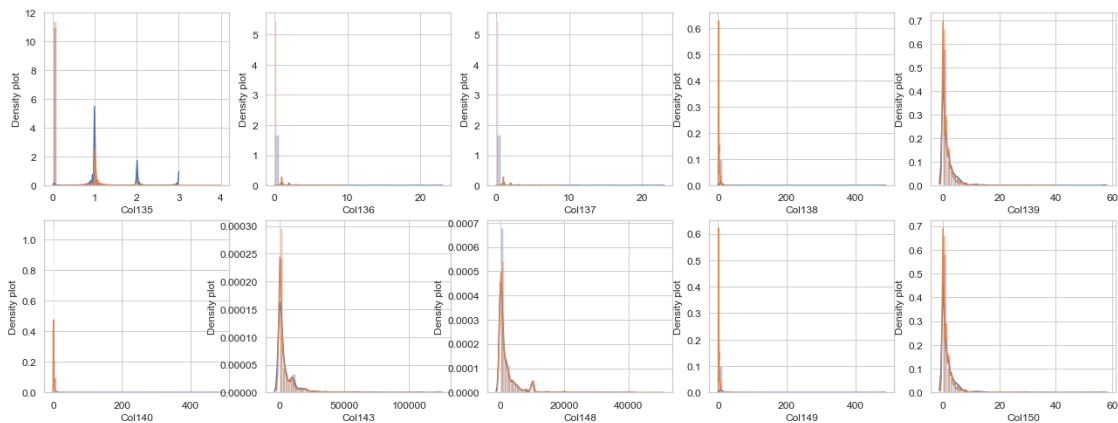 12
10
8
6
4
2
0
Density plot
0 1 2 3 4
Col135
5
4
3
2
1
0
Density plot
0 10 20
Col136
5
4
3
2
1
0
Density plot
0 10 20
Col137
0.6
0.5
0.4
0.3
0.2
0.1
0.0
Density plot
0 200 400
Col138
0.7
0.6
0.5
0.4
0.3
0.2
0.1
0.0
Density plot
0 20 40 60
Col139
1.0
0.8
0.6
0.4
0.2
0.0
Density plot
0 200 400
Col140
0.00030
0.00025
0.00020
0.00015
0.00010
0.00005
0.00000
Density plot
0 50000 100000
Col143
0.0007
0.0006
0.0005
0.0004
0.0003
0.0002
0.0001
0.0000
Density plot
0 20000 40000
Col148
0.6
0.5
0.4
0.3
0.2
0.1
0.0
Density plot
0 200 400
Col149
0.7
0.6
0.5
0.4
0.3
0.2
0.1
0.0
Density plot
0 20 40 60
Col150